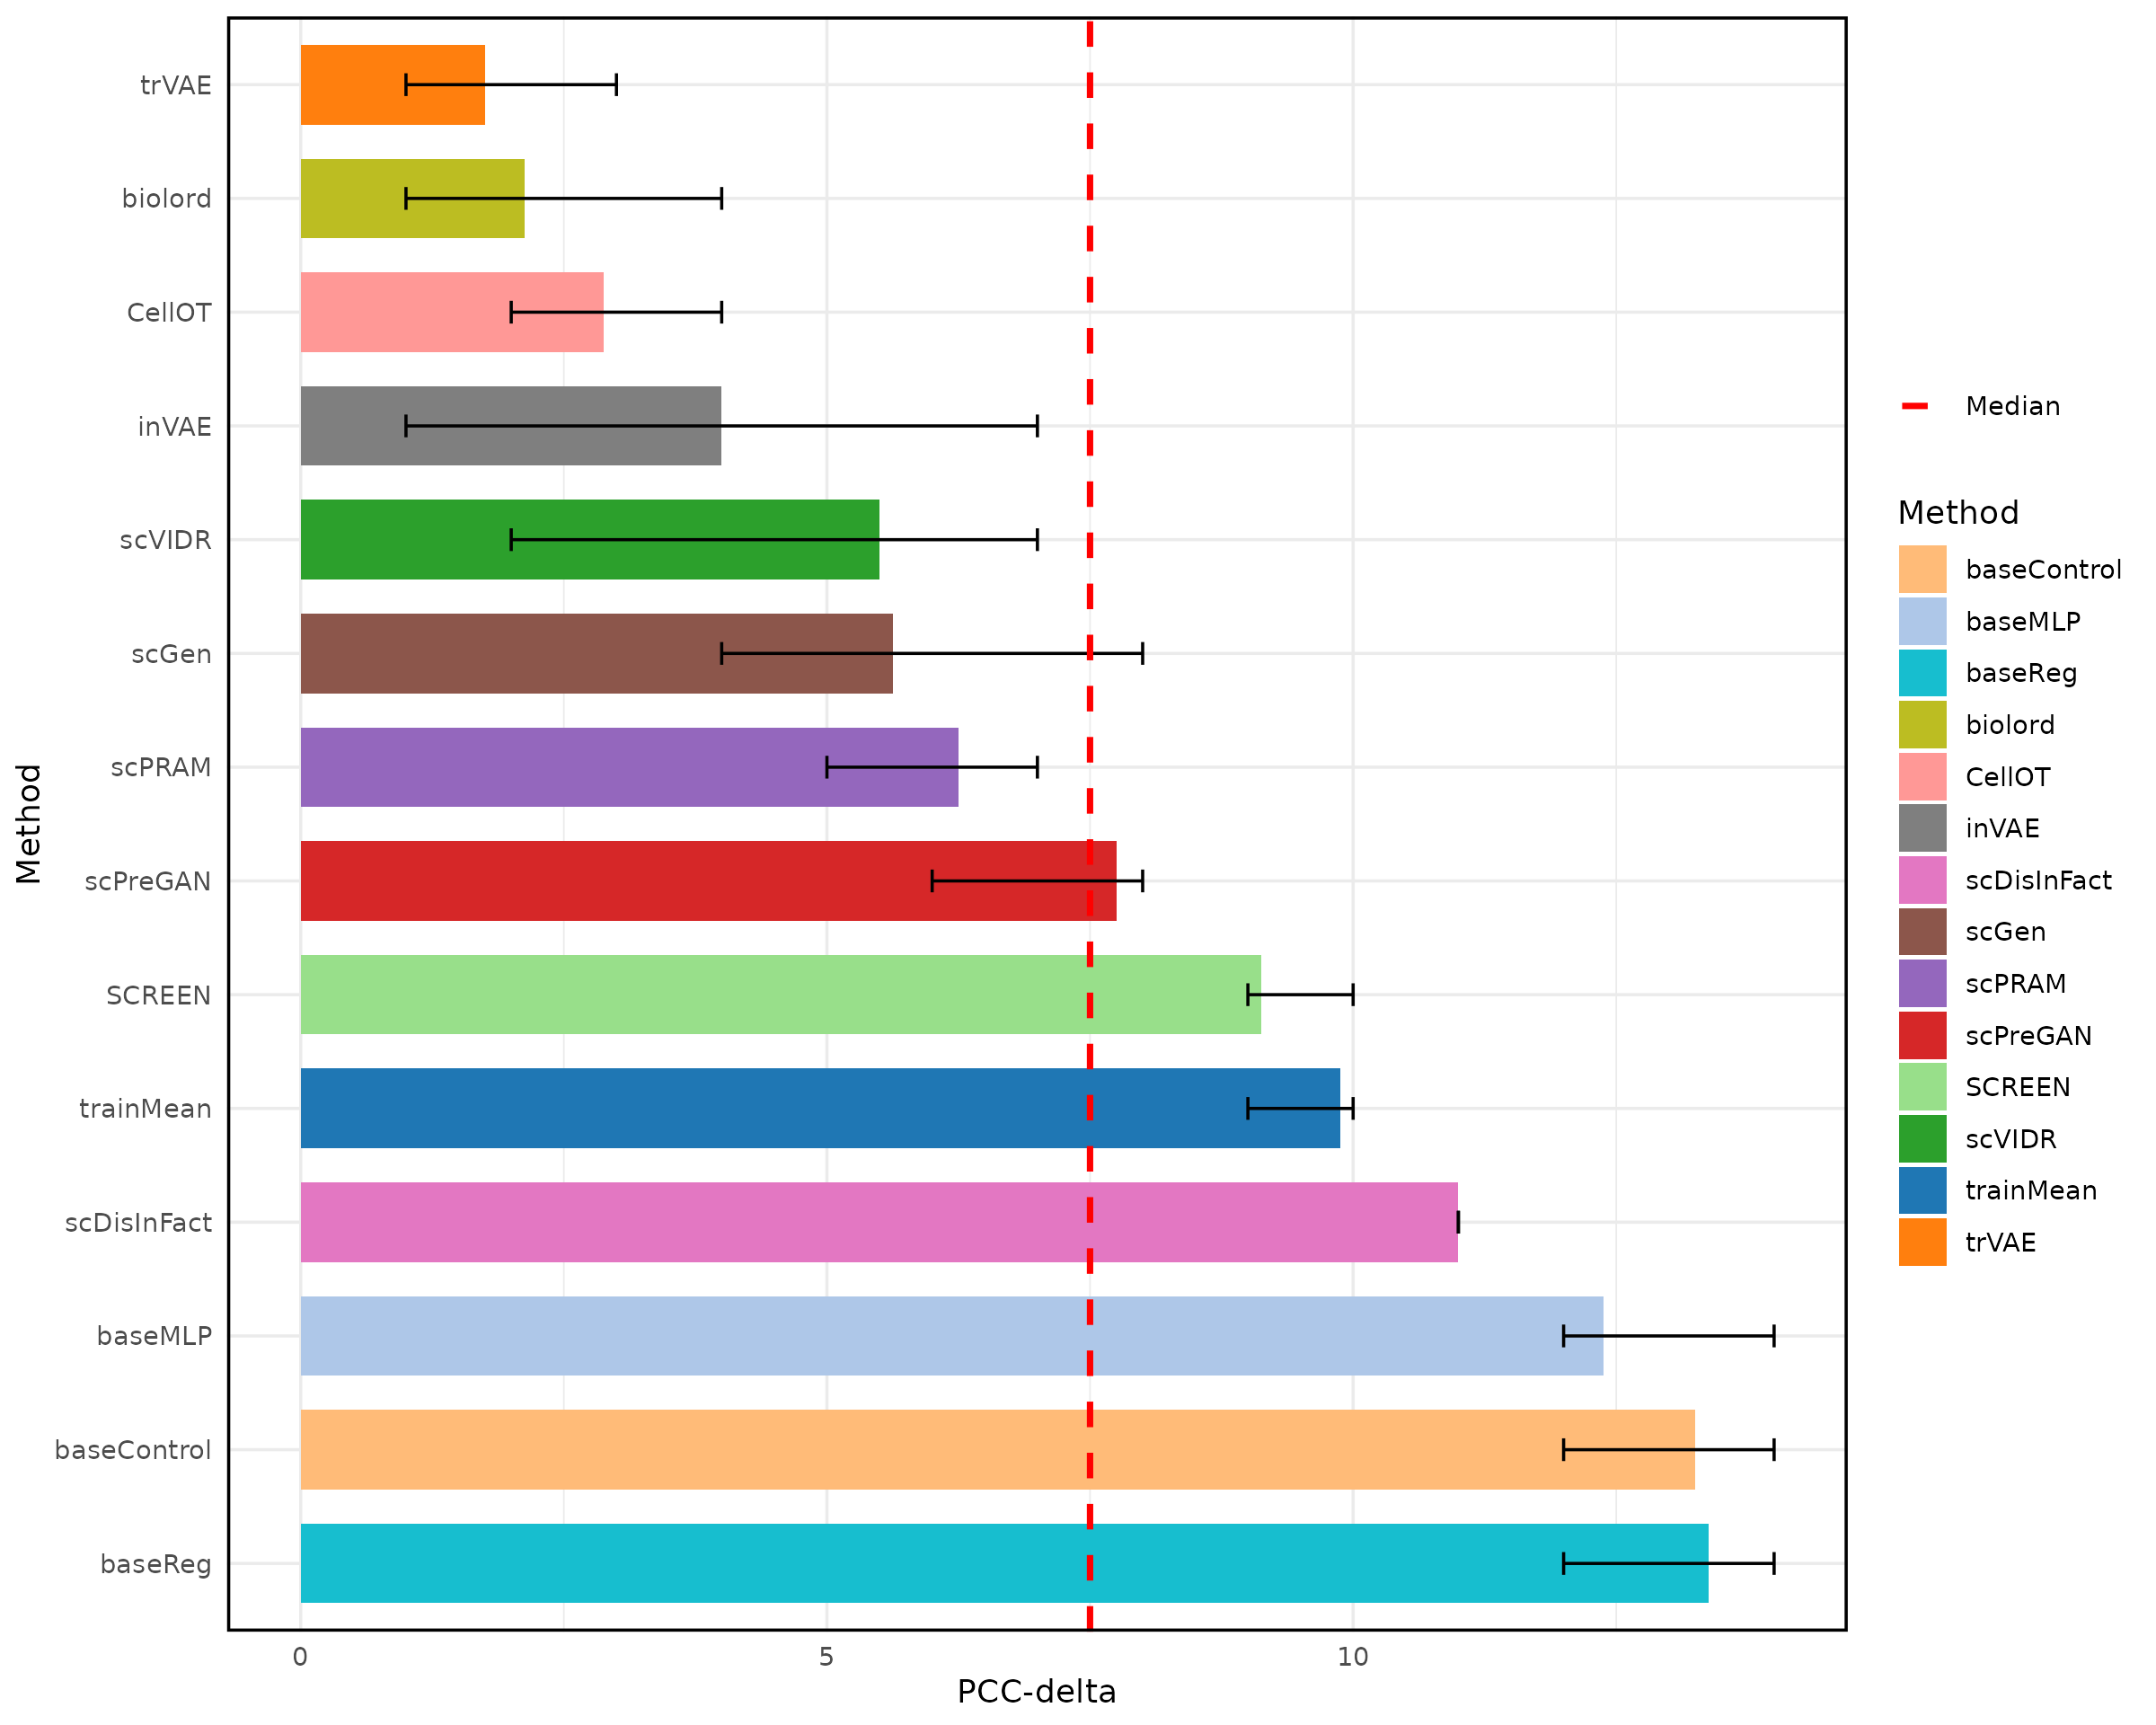 Method
trVAE
biolord
CellOT
inVAE
scVIDR
scGen
scPRAM
scPreGAN
SCREEN
trainMean
scDisInFact
baseMLP
baseControl
baseReg
0 5 10
PCC-delta
Median
Method
baseControl
baseMLP
baseReg
biolord
CellOT
inVAE
scDisInFact
scGen
scPRAM
scPreGAN
SCREEN
scVIDR
trainMean
trVAE